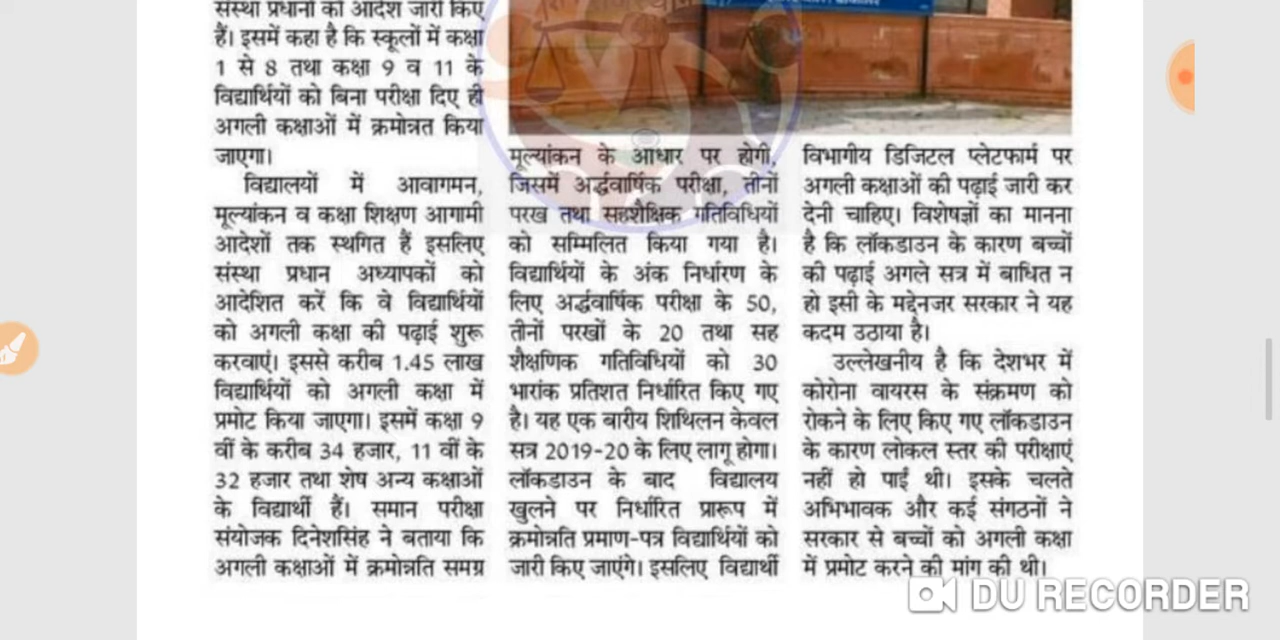 संस्था प्रधानों को आदेश जारी किए
हैं। इसमें कहा है कि स्कूलों में कक्षा
1 से 8 तथा कक्षा 9 व 11 के
विद्यार्थियों को बिना परीक्षा दिए ही
अगली कक्षाओं में क्रमोन्नत किया
जाएगा।
विद्यालयों में आवागमन,
मूल्यांकन व कक्षा शिक्षण आगामी
आदेशों तक स्थगित हैं इसलिए
संस्था प्रधान अध्यापकों को
आदेशित करें कि वे विद्यार्थियों
को अगली कक्षा की पढ़ाई शुरू
करवाएं। इससे करीब 1.45 लाख
विद्यार्थियों को अगली कक्षा में
प्रमोट किया जाएगा। इसमें कक्षा 9
वीं के करीब 34 हजार, 11 वीं के
32 हजार तथा शेष अन्य कक्षाओं
के विद्यार्थी हैं। समान परीक्षा
संयोजक दिनेशसिंह ने बताया कि
अगली कक्षाओं में क्रमोन्नति समग्र
मूल्यांकन के आधार पर होगी,
जिसमें अर्द्धवार्षिक परीक्षा, तीनों
परख तथा सहशैक्षिक गतिविधियों
को सम्मिलित किया गया है।
विद्यार्थियों के अंक निर्धारण के
लिए अर्द्धवार्षिक परीक्षा के 50,
तीनों परखों के 20 तथा सह
शैक्षणिक गतिविधियों को 30
भारांक प्रतिशत निर्धारित किए गए
है। यह एक बारीय शिथिलन केवल
सत्र 2019-20 के लिए लागू होगा।
लॉकडाउन के बाद विद्यालय
खुलने पर निर्धारित प्रारूप में
क्रमोन्नति प्रमाण-पत्र विद्यार्थियों को
जारी किए जाएंगे। इसलिए विद्यार्थी
विभागीय डिजिटल प्लेटफार्म पर
अगली कक्षाओं की पढ़ाई जारी कर
देनी चाहिए। विशेषज्ञों का मानना
है कि लॉकडाउन के कारण बच्चों
की पढ़ाई अगले सत्र में बाधित न
हो इसी के मद्देनजर सरकार ने यह
कदम उठाया है।
उल्लेखनीय है कि देशभर में
कोरोना वायरस के संक्रमण को
रोकने के लिए किए गए लॉकडाउन
के कारण लोकल स्तर की परीक्षाएं
नहीं हो पाई थी। इसके चलते
अभिभावक और कई संगठनों ने
सरकार से बच्चों को अगली कक्षा
में प्रमोट करने की मांग की थी।
DU RECORDER